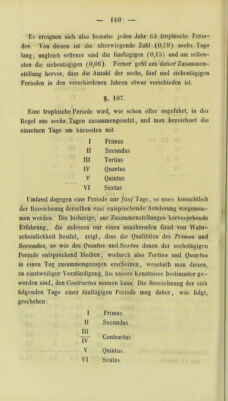 — 140 —
Es ereignen sich also beinahe jeden Jahr 62 trophische Perio-
den. Von diesen ist die überwiegende Zahl (0,79) sechs Tage
lang; ungleich seltener sind die fünftägigen (0,15) und am selten-
sten die siebentägigen (0,06). Ferner geht aus dieser Zusammen-
stellung hervor, dass die Anzahl der sechs, fünf und siebentägigen
Perioden in den verschiedenen Jahren etwas verschieden ist.
§. 107.
Eine trophische Periode wird, wie schon öfter angeführt, in der
Regel aus sechs Tagen zusammengesetzt, und man bezeichnet die
einzelnen Tage am kürzesten mit
I Primus
II Secundus
III Tertius
IV Quartus
V Quintus
VI Sextus
Umfasst dagegen eine Periode nur fünf Tage, so muss hinsichtlich
der Bezeichnung derselben eine entsprechende Aenderung vorgenom-
men werden. Die bisherige, aus Zusammenstellungen hervorgehende
Erfahrung, die indessen nur einen annähernden Grad von Wahr-
scheinlichkeit besitzt, zeigt, dass die Qualitäten des Primus und
Secundus, so wie des Quintus und Sextus denen der sechstägigen
Periode entsprechend bleiben, wodurch also Tertius und Quartus
in einen Tag zusammengezogen erscheinen, weshalb man diesen,
zu einstweiliger Verständigung, bis unsere Kenntnisse bestimmter ge-
worden sind, den Contractus nennen kann. Die Bezeichnung der sich
folgenden Tage einer fünftägigen Periode mag daher, wie folgt,
geschehen:
I Primus
II Secundus
III
IV Contractus
V Quintus
VI Sextus